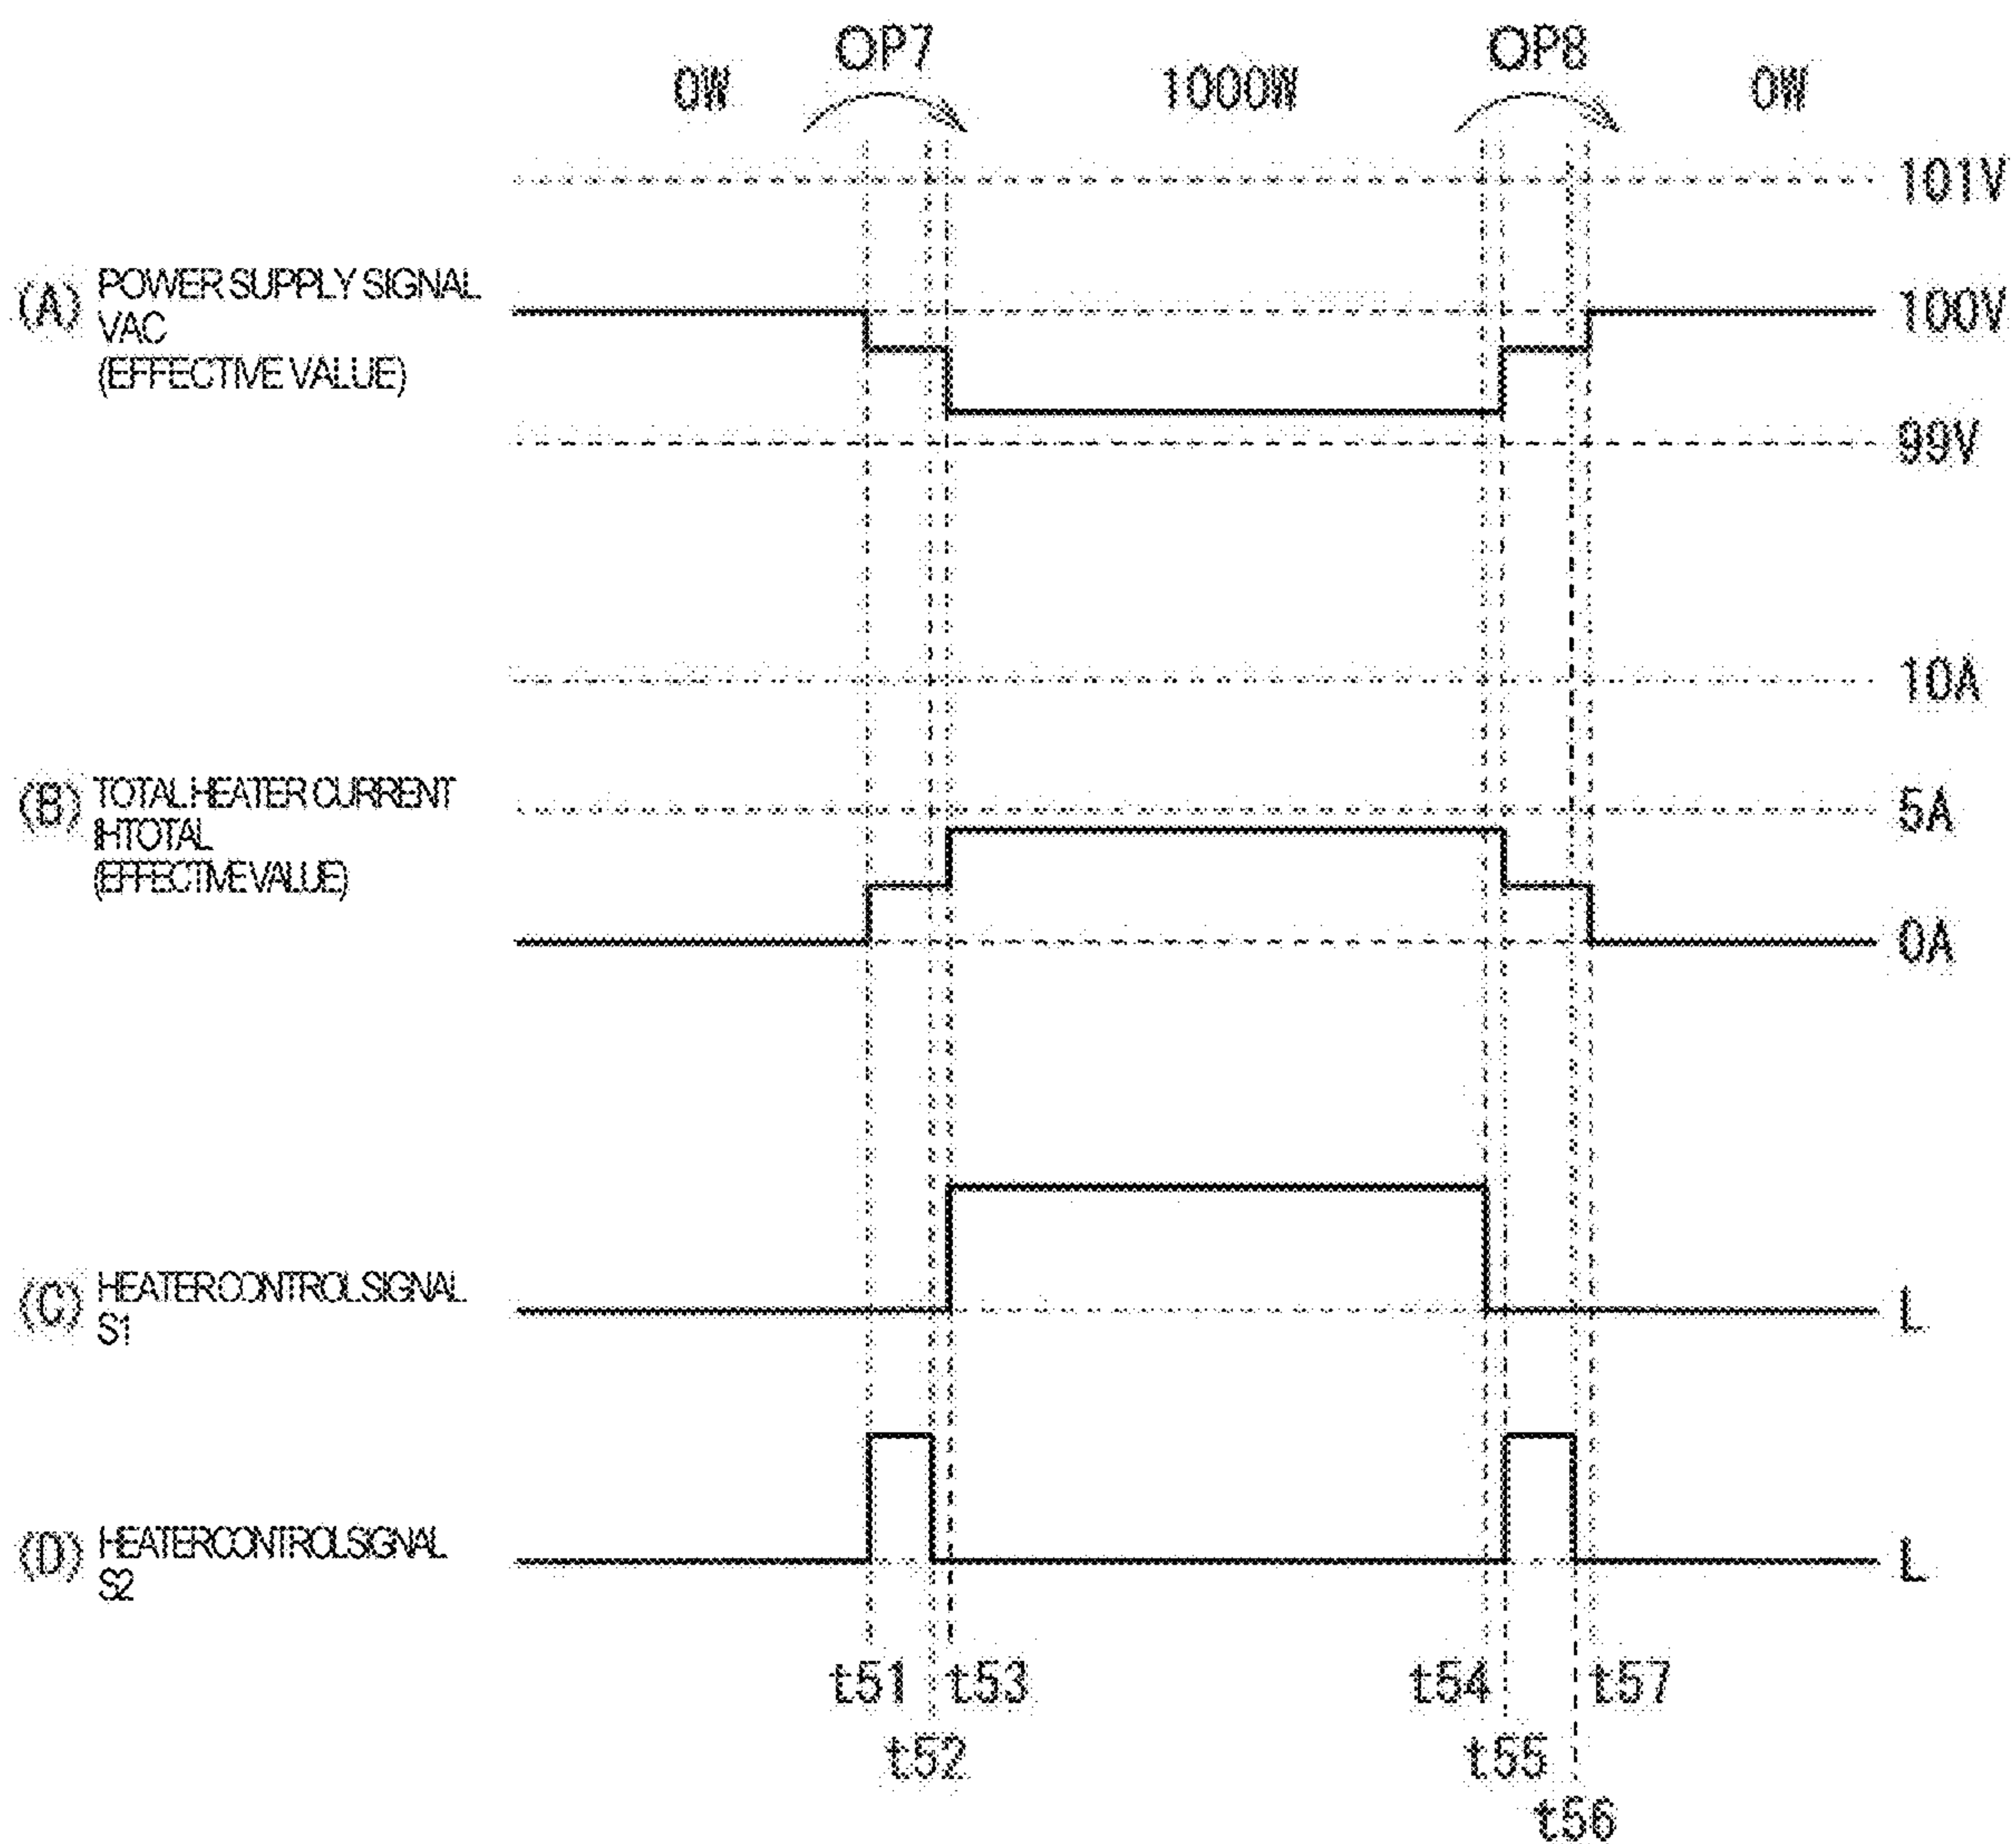 OP7
OP8
0W
1000W
0W
101V
(A) POWER SUPPLY SIGNAL
VAC
(EFFECTIVE VALUE)
100V
99V
10A
(B) TOTAL HEATER CURRENT
IHTOTAL
(EFFECTIVE VALUE)
5A
0A
(C) HEATER CONTROL SIGNAL
S1
L
(D) HEATER CONTROL SIGNAL
S2
L
t51
t53
t54
t57
t52
t55
t56